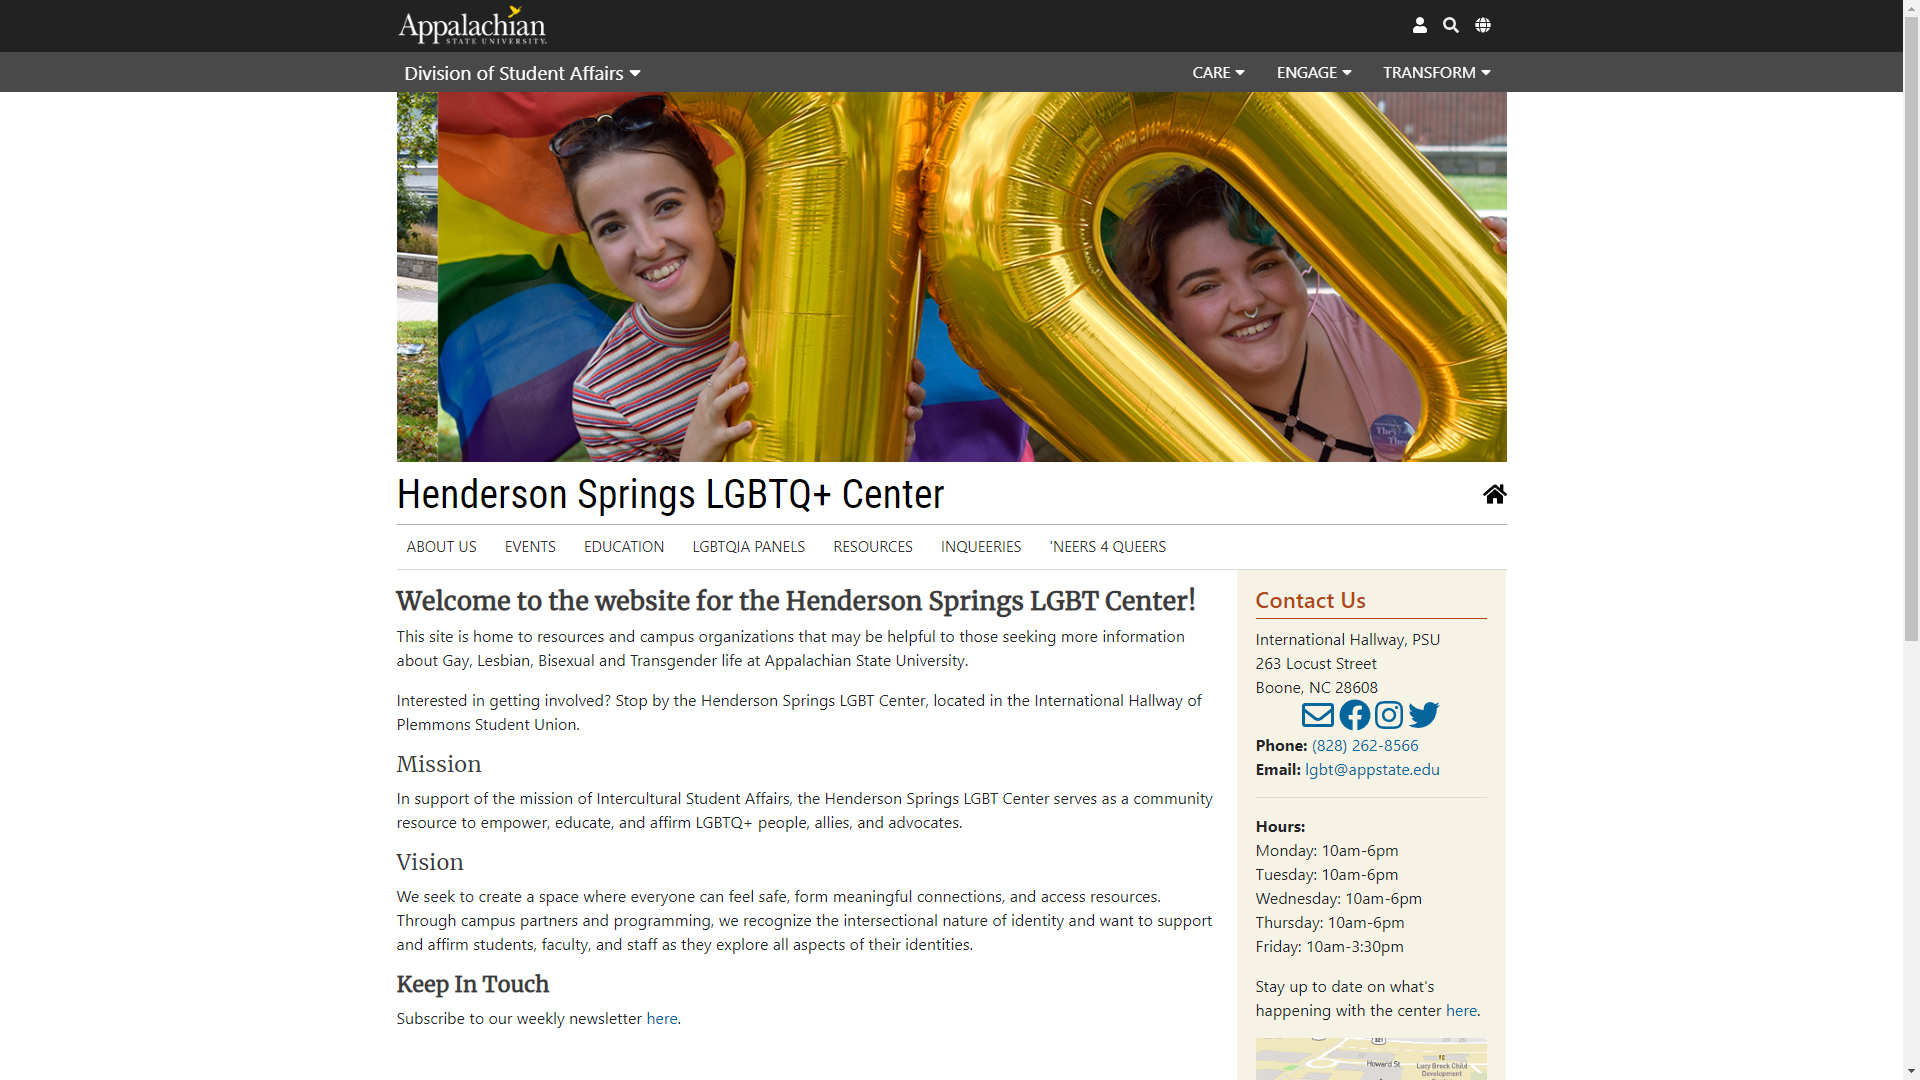 Appalachian
STATE UNIVERSITY
Division of Student Affairs
CARE
ENGAGE
TRANSFORM
They
Henderson Springs LGBTQ+ Center
ABOUT US
EVENTS
EDUCATION
LGBTQIA PANELS
RESOURCES
INQUEERIES
'NEERS 4 QUEERS
Welcome to the website for the Henderson Springs LGBT Center!
This site is home to resources and campus organizations that may be helpful to those seeking more information
about Gay, Lesbian, Bisexual and Transgender life at Appalachian State University.
Interested in getting involved? Stop by the Henderson Springs LGBT Center, located in the International Hallway of
Plemmons Student Union.
Mission
In support of the mission of Intercultural Student Affairs, the Henderson Springs LGBT Center serves as a community
resource to empower, educate, and affirm LGBTQ+ people, allies, and advocates.
Vision
We seek to create a space where everyone can feel safe, form meaningful connections, and access resources.
Through campus partners and programming, we recognize the intersectional nature of identity and want to support
and affirm students, faculty, and staff as they explore all aspects of their identities.
Keep In Touch
Subscribe to our weekly newsletter here.
Contact Us
International Hallway, PSU
263 Locust Street
Boone, NC 28608
Phone: (828) 262-8566
Email: lgbt@appstate.edu
Hours:
Monday: 10am-6pm
Tuesday: 10am-6pm
Wednesday: 10am-6pm
Thursday: 10am-6pm
Friday: 10am-3:30pm
Stay up to date on what's
happening with the center here.
321
Howard St
Lucy Brock Child
Development